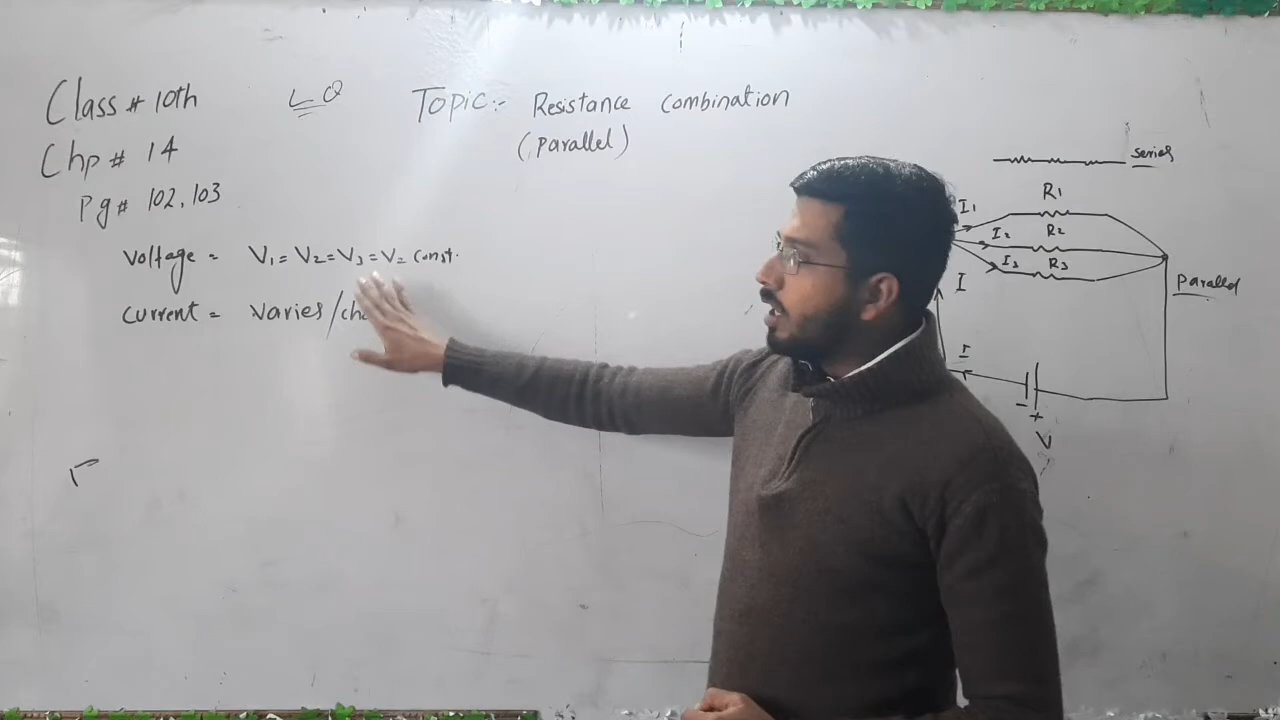 Class # 10th
LQ
Topic:- Resistance Combination
(parallel)
Chp # 14
Pg# 102, 103
voltage = V₁ = V₂ = V₃ = V = const.
current = varies/
series
R₁
I₁
R₂
I₂
R₃
I₃
I
parallel
I
- +
V